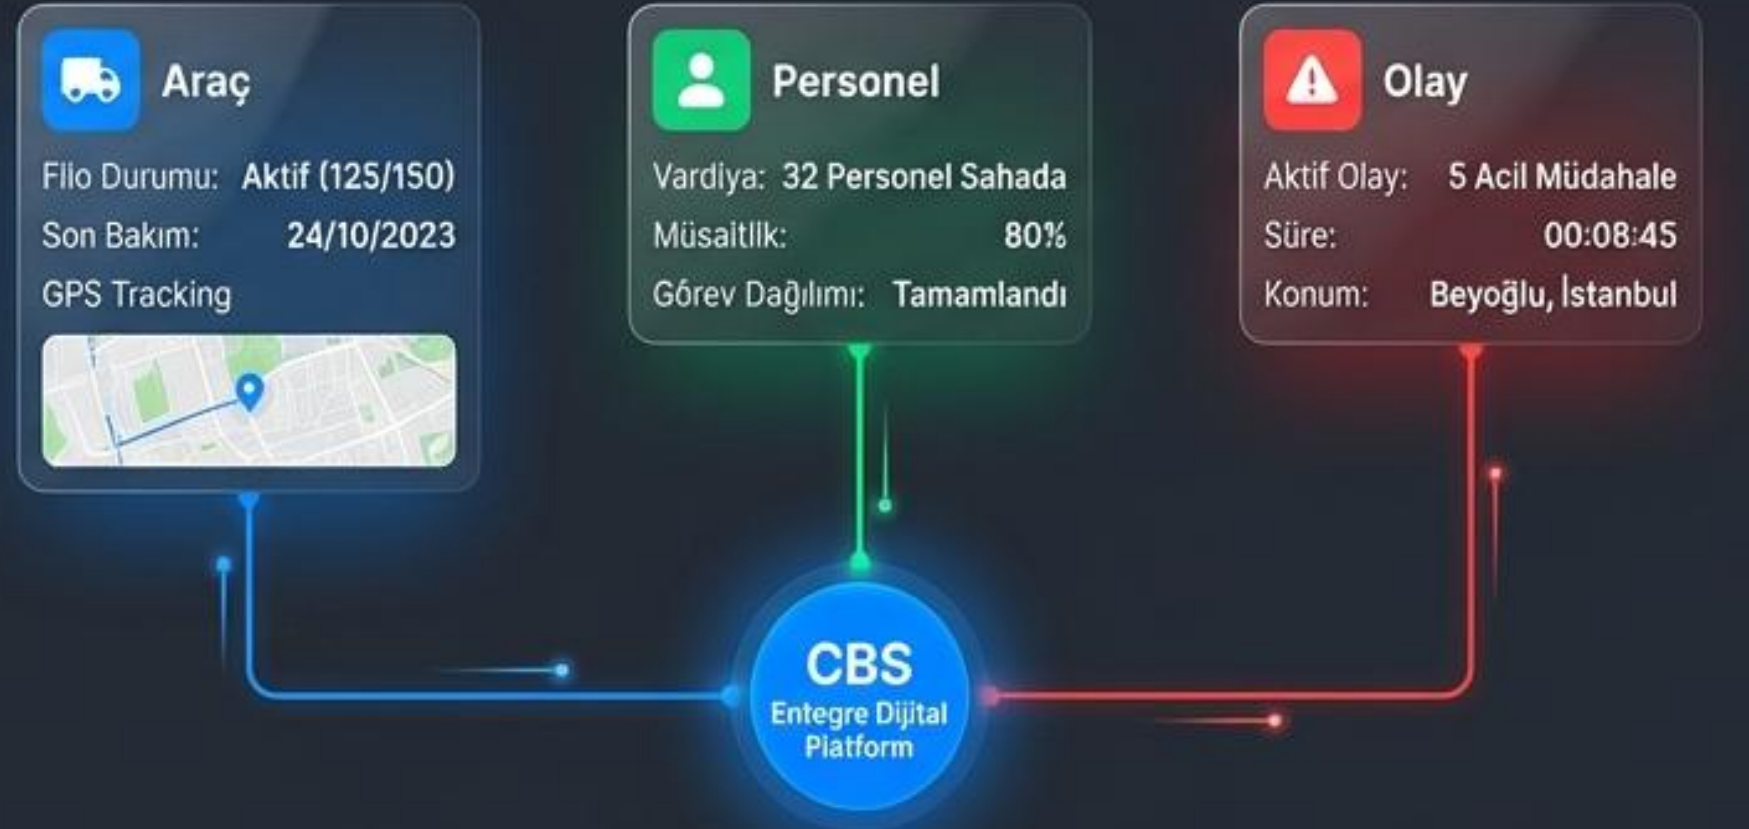 Araç
Filo Durumu: Aktif (125/150)
Son Bakım: 24/10/2023
GPS Tracking
Personel
Vardiya: 32 Personel Sahada
Müsaitlik: 80%
Görev Dağılımı: Tamamlandı
Olay
Aktif Olay: 5 Acil Müdahale
Süre: 00:08:45
Konum: Beyoğlu, İstanbul
CBS
Entegre Dijital
Platform